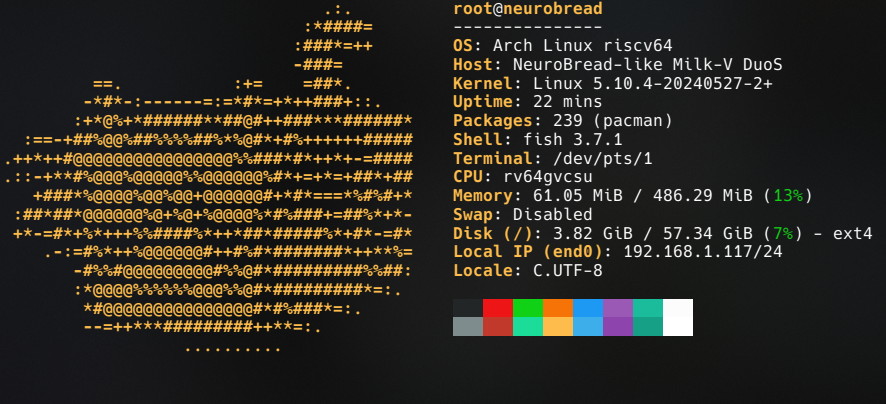 root@neurobread
---------------
OS: Arch Linux riscv64
Host: NeuroBread-like Milk-V DuoS
Kernel: Linux 5.10.4-20240527-2+
Uptime: 22 mins
Packages: 239 (pacman)
Shell: fish 3.7.1
Terminal: /dev/pts/1
CPU: rv64gvcsu
Memory: 61.05 MiB / 486.29 MiB (13%)
Swap: Disabled
Disk (/): 3.82 GiB / 57.34 GiB (7%) - ext4
Local IP (end0): 192.168.1.117/24
Locale: C.UTF-8